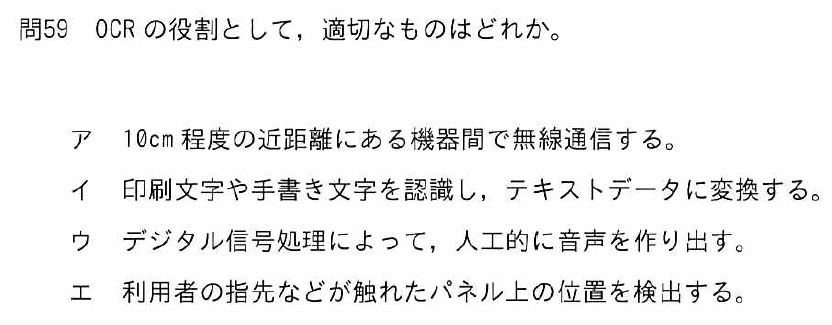 問59 OCR の役割として，適切なものはどれか。
ア 10cm 程度の近距離にある機器間で無線通信する。
イ 印刷文字や手書き文字を認識し，テキストデータに変換する。
ウ デジタル信号処理によって，人工的に音声を作り出す。
エ 利用者の指先などが触れたパネル上の位置を検出する。